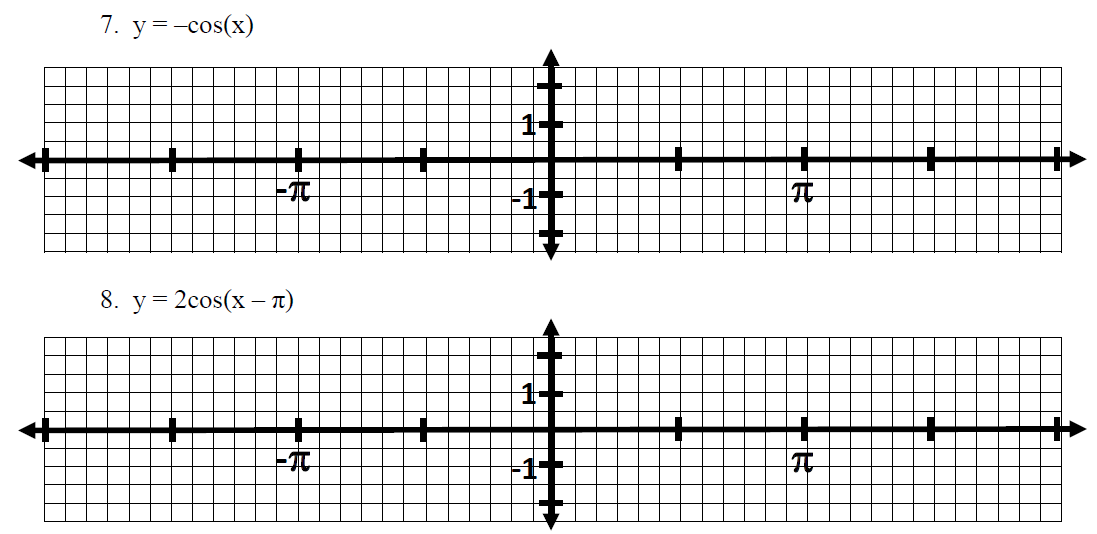 7. y = –cos(x)
1
-π
π
-1
8. y = 2cos(x – π)
1
-π
π
-1